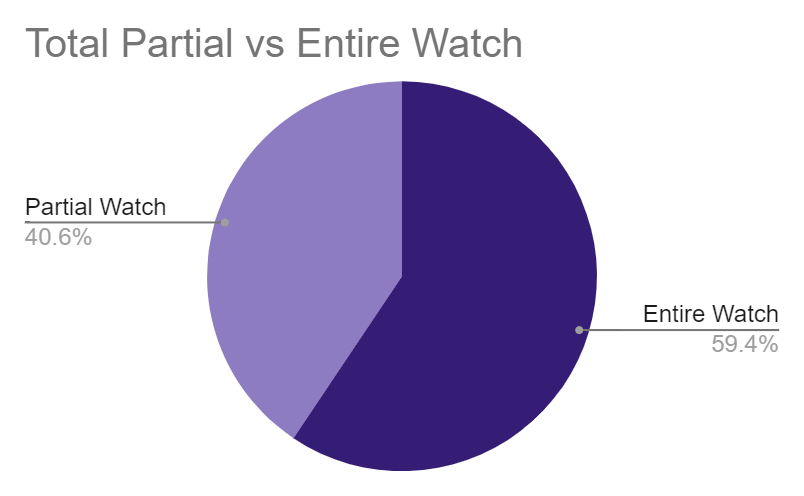 Total Partial vs Entire Watch
Partial Watch
40.6%
Entire Watch
59.4%